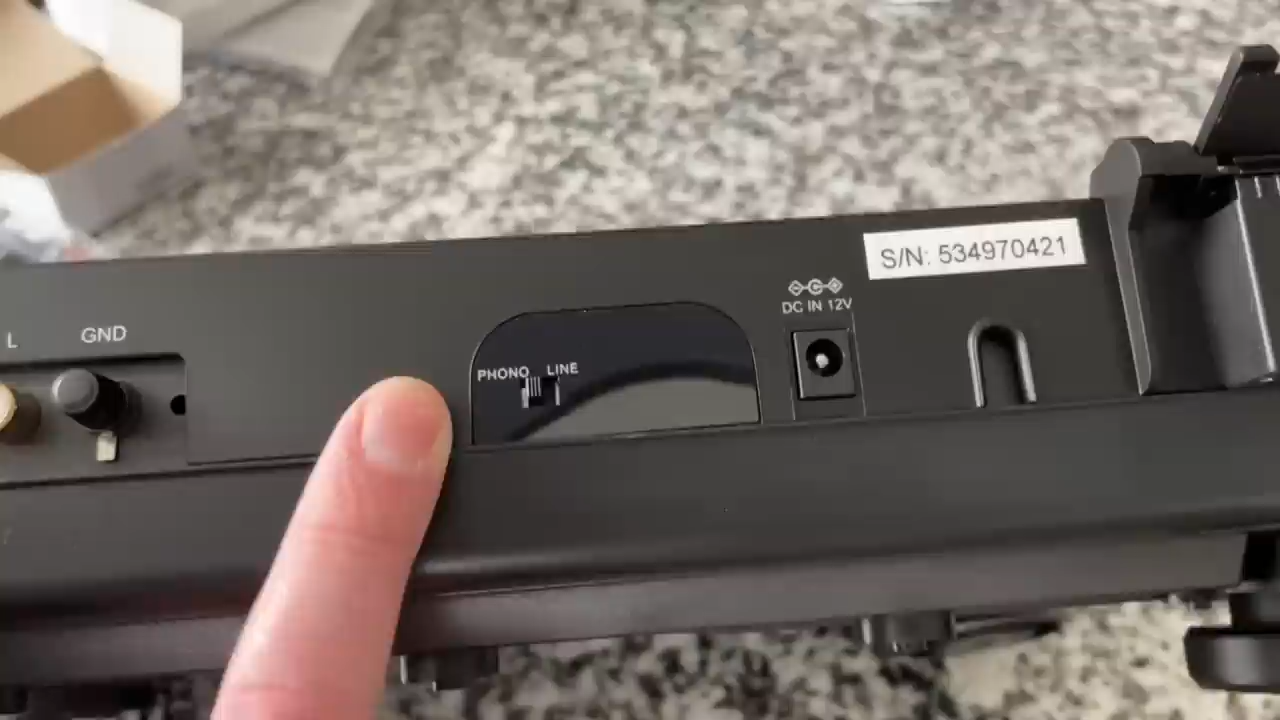 L
GND
PHONO LINE
DC IN 12V
S/N: 534970421